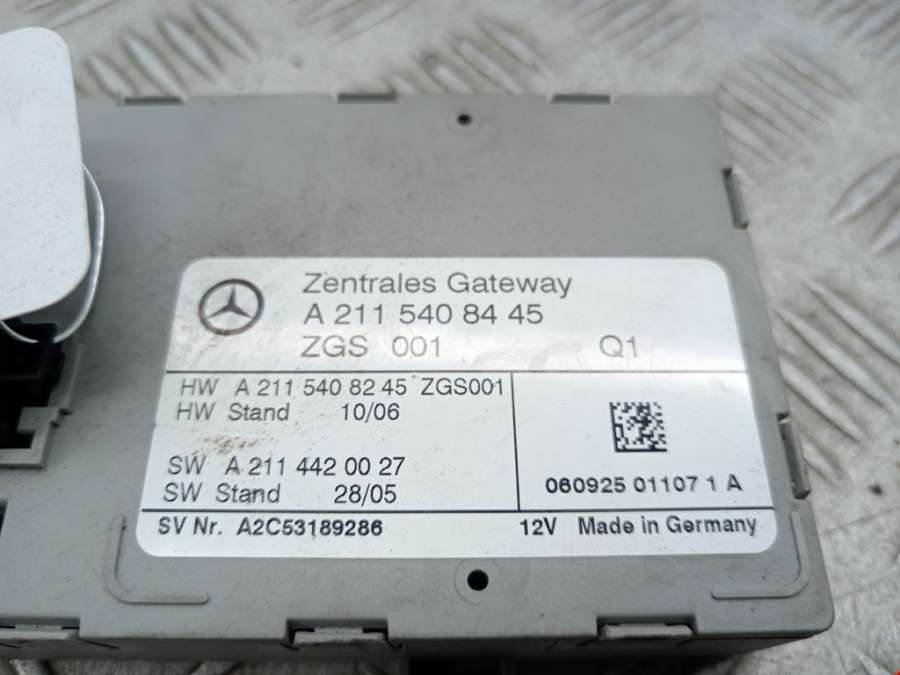 Zentrales Gateway
A 211 540 84 45
ZGS 001 Q1
HW A 211 540 82 45 ZGS001
HW Stand 10/06
SW A 211 442 00 27
SW Stand 28/05
060925 01107 1 A
SV Nr. A2C53189286 12V Made in Germany